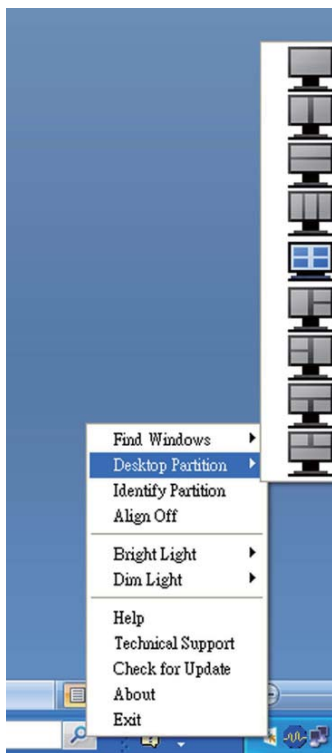 Find Windows
Desktop Partition
Identify Partition
Align Off
Bright Light
Dim Light
Help
Technical Support
Check for Update
About
Exit